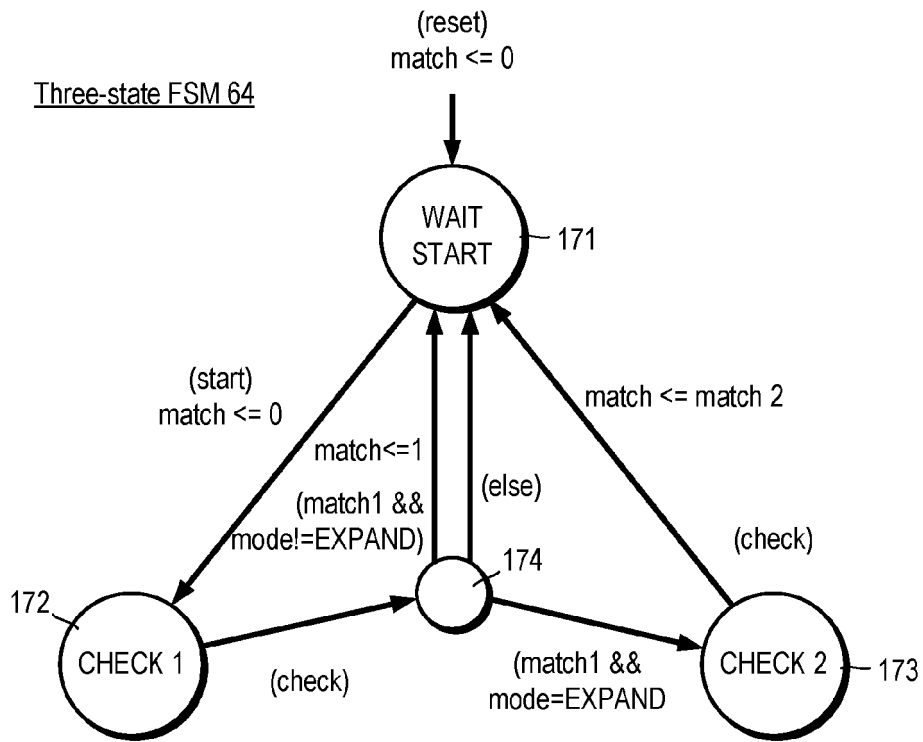 (reset)
match <= 0
Three-state FSM 64
WAIT
START
171
(start)
match <= 0
match<=1
(match1 &&
mode!=EXPAND)
(else)
match <= match 2
(check)
174
172
CHECK 1
(check)
(match1 &&
mode=EXPAND
CHECK 2
173